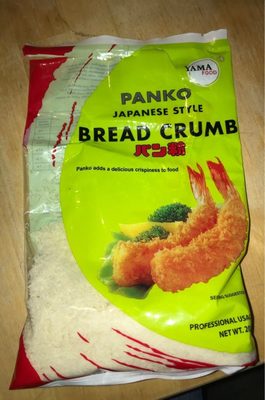 YAMA
FOOD
PANKO
JAPANESE STYLE
BREAD CRUMB
パン粉
Panko adds a delicious crispiness to food
PROFESSIONAL
NET WT.